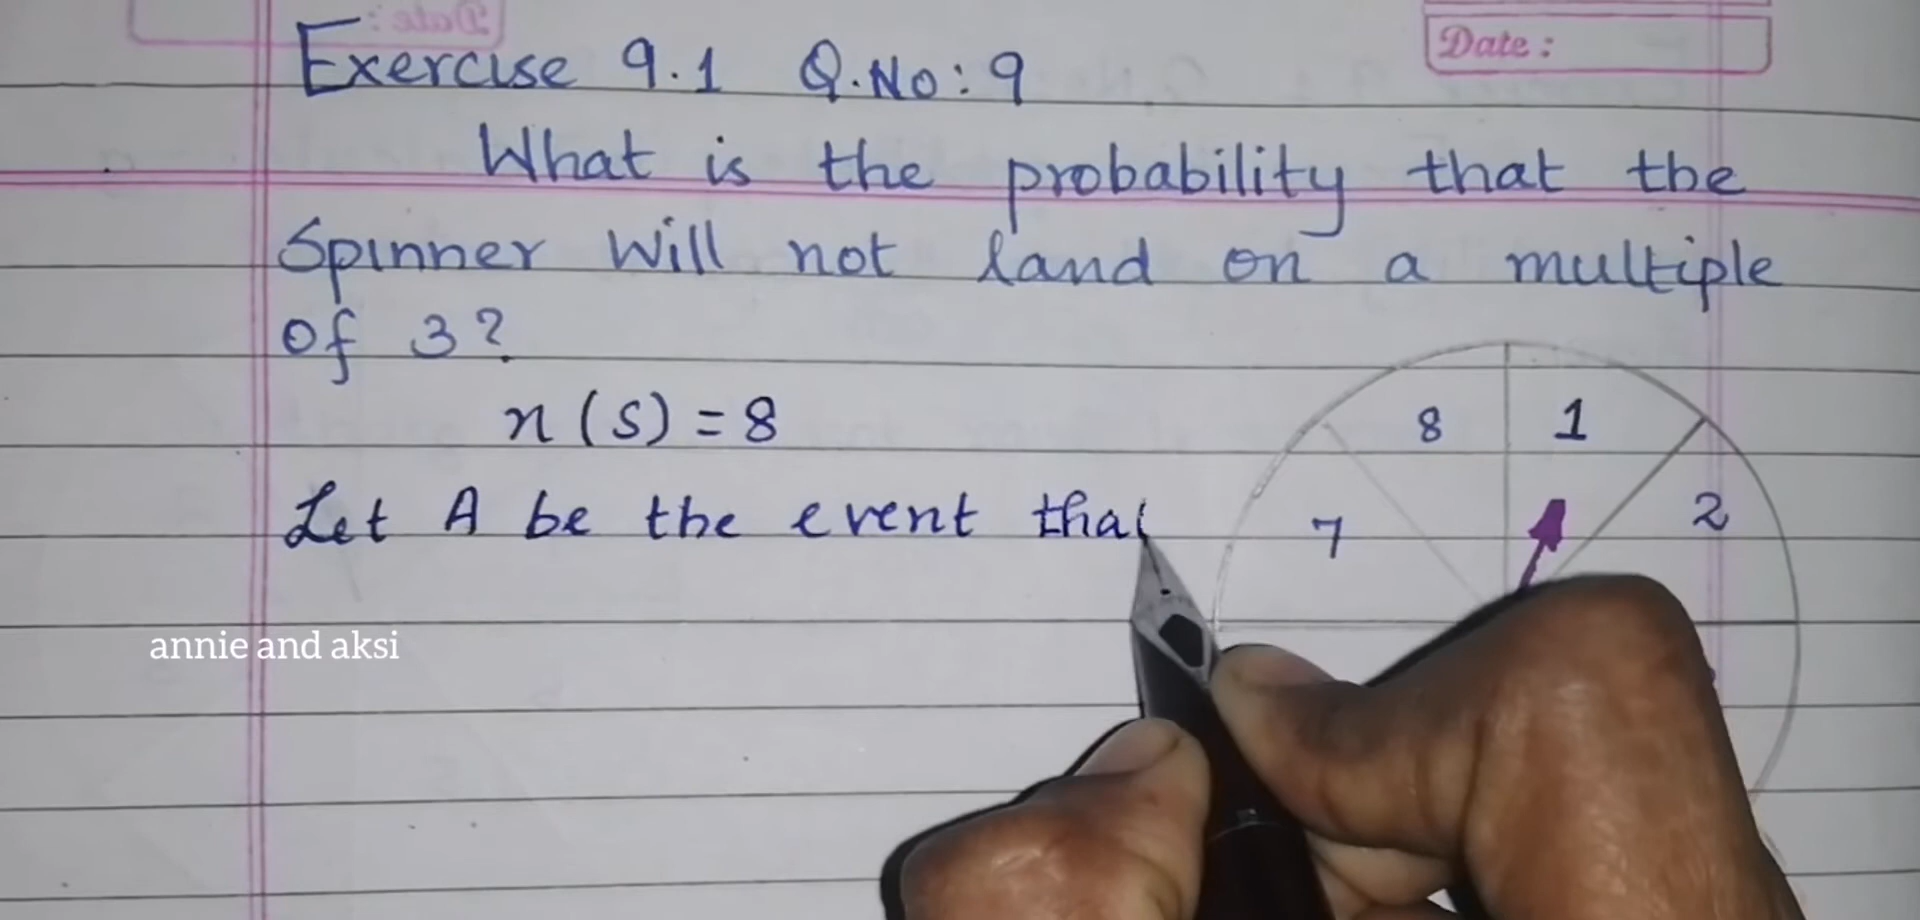 Date:
Exercise 9.1 Q.No: 9
What is the probability that the
Spinner will not land on a multiple
of 3?
n(S) = 8
Let A be the event that
8 1
7 2
annie and aksi